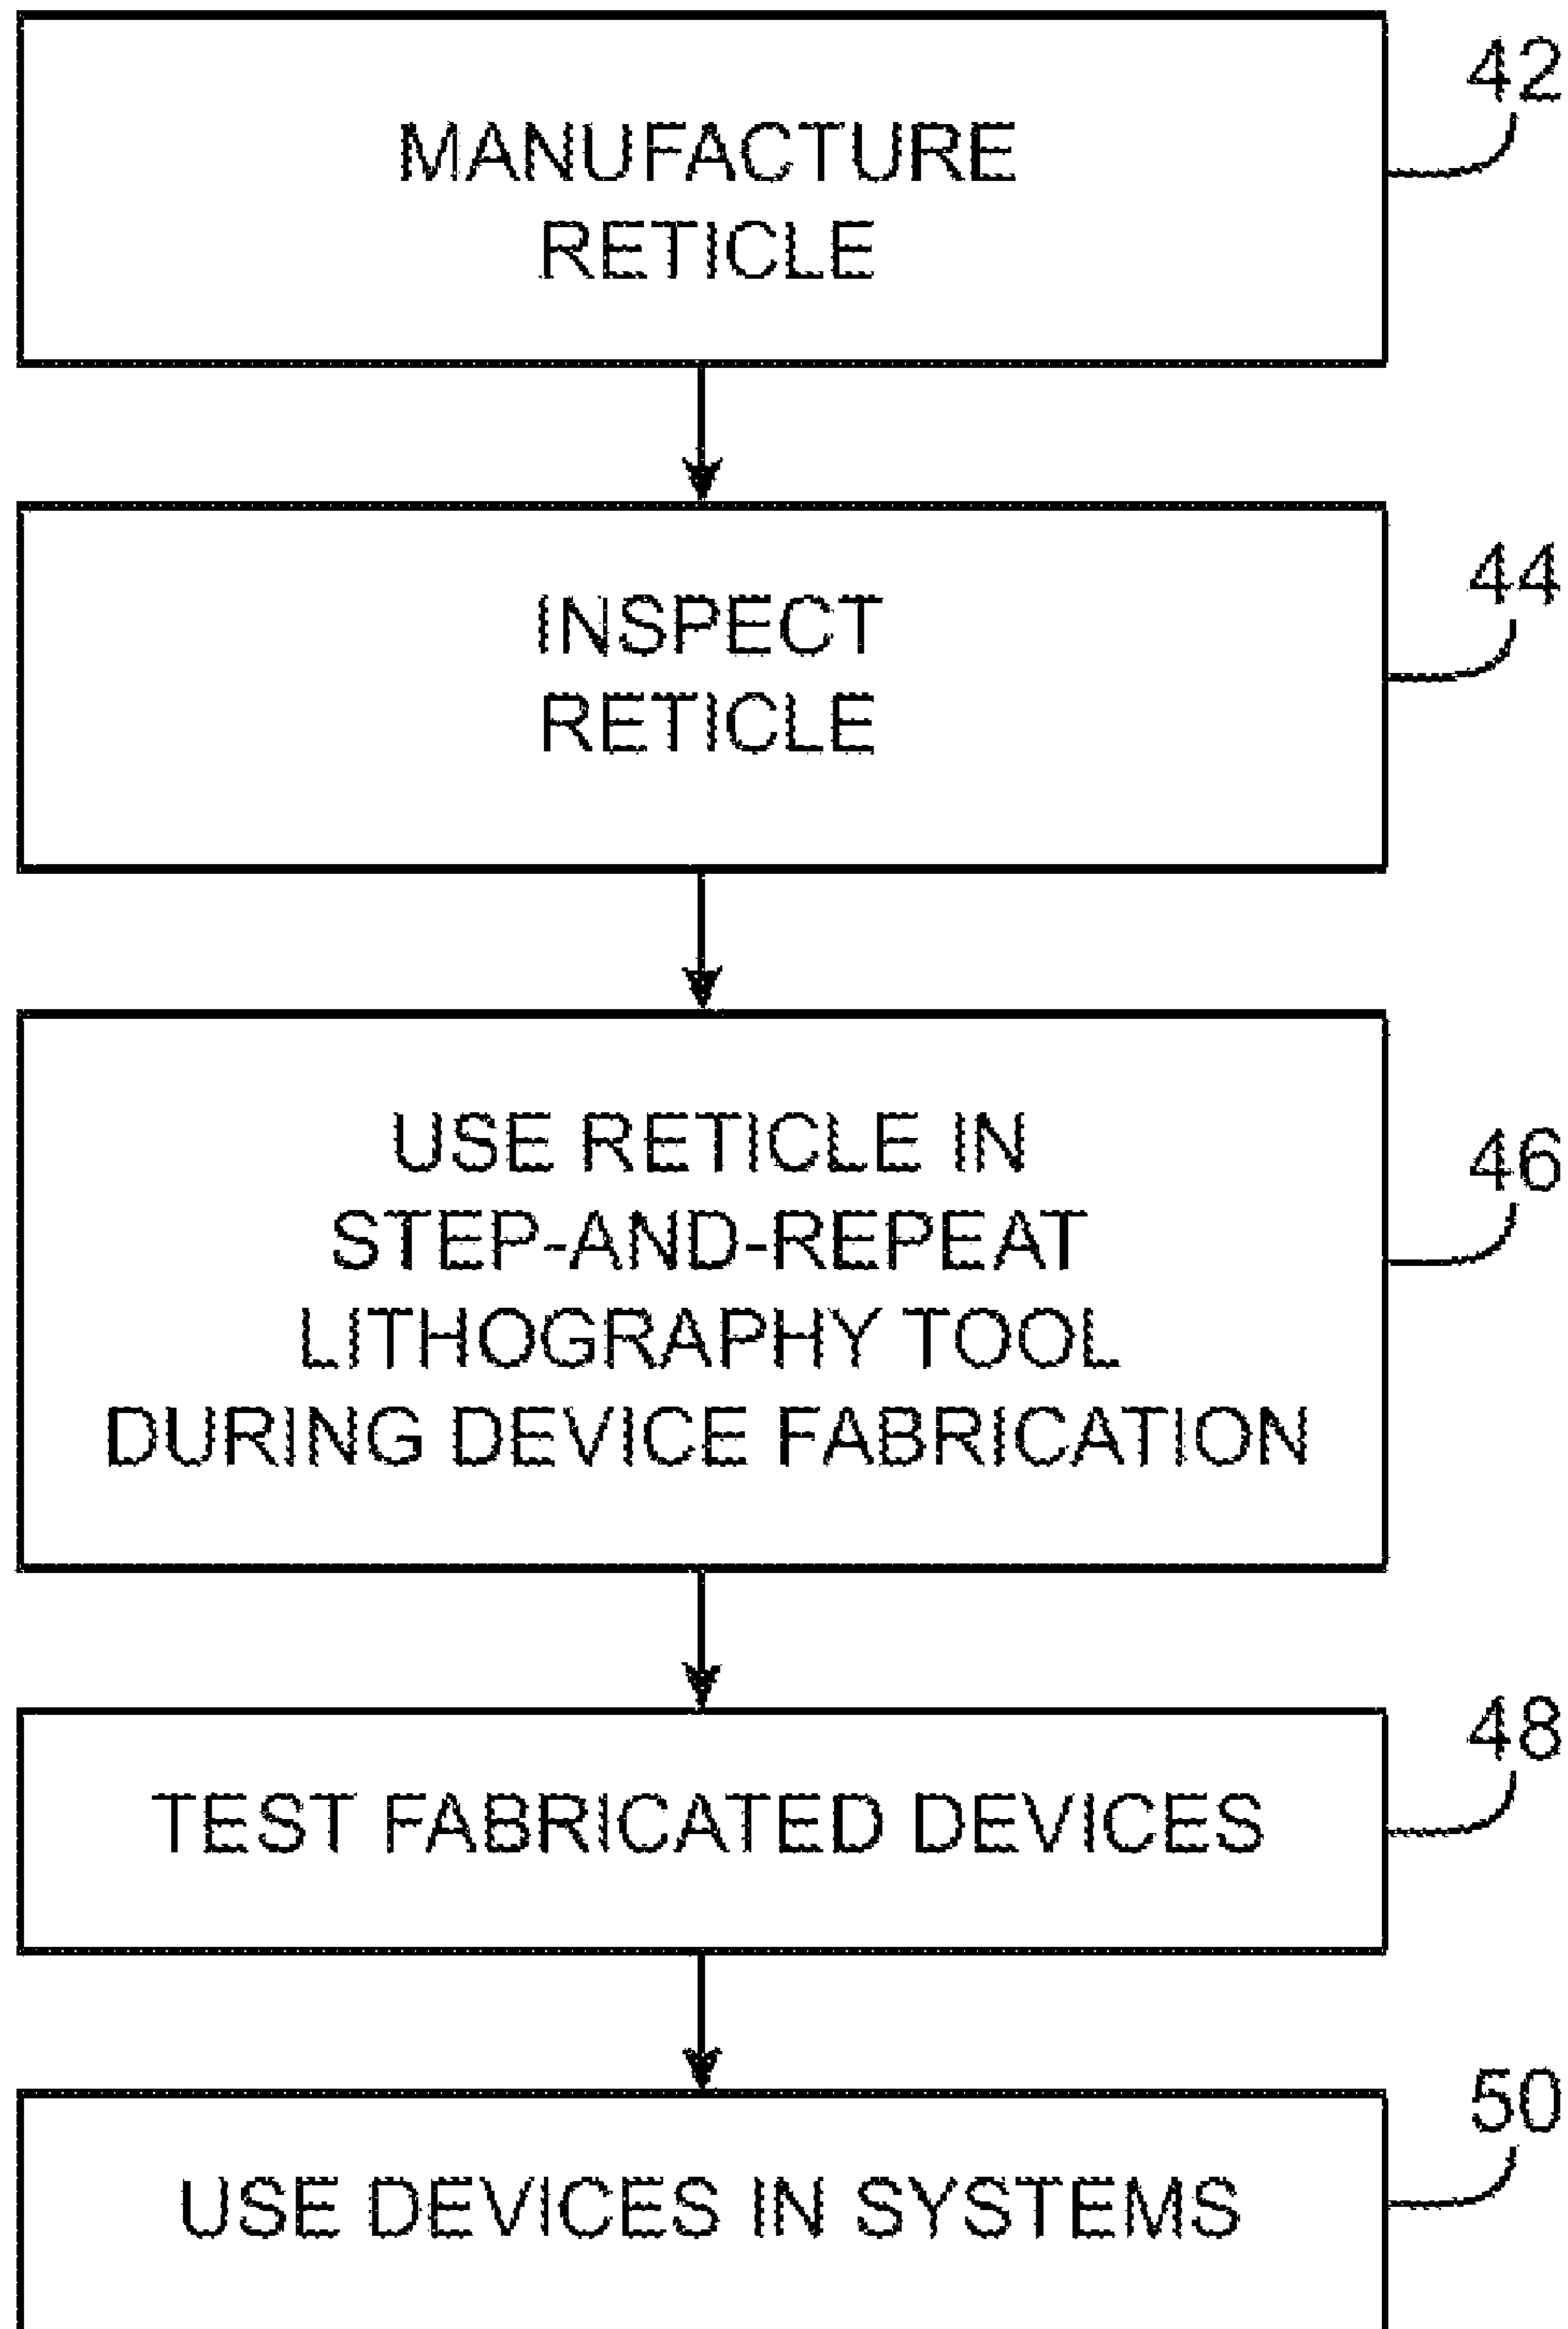 42
MANUFACTURE
RETICLE
44
INSPECT
RETICLE
46
USE RETICLE IN
STEP-AND-REPEAT
LITHOGRAPHY TOOL
DURING DEVICE FABRICATION
48
TEST FABRICATED DEVICES
50
USE DEVICES IN SYSTEMS